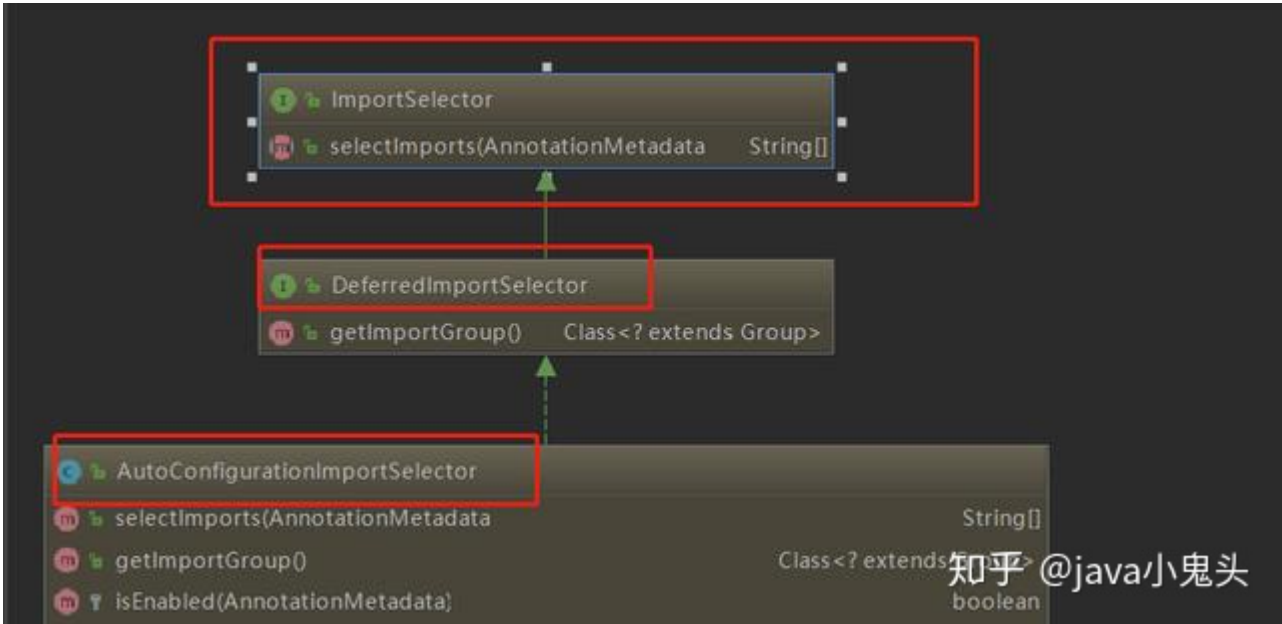 ImportSelector
selectImports(AnnotationMetadata String[]
DeferredImportSelector
getImportGroup() Class<? extends Group>
AutoConfigurationImportSelector
selectImports(AnnotationMetadata String[]
getImportGroup() Class<? extends
isEnabled(AnnotationMetadata) boolean
知乎 @java小鬼头